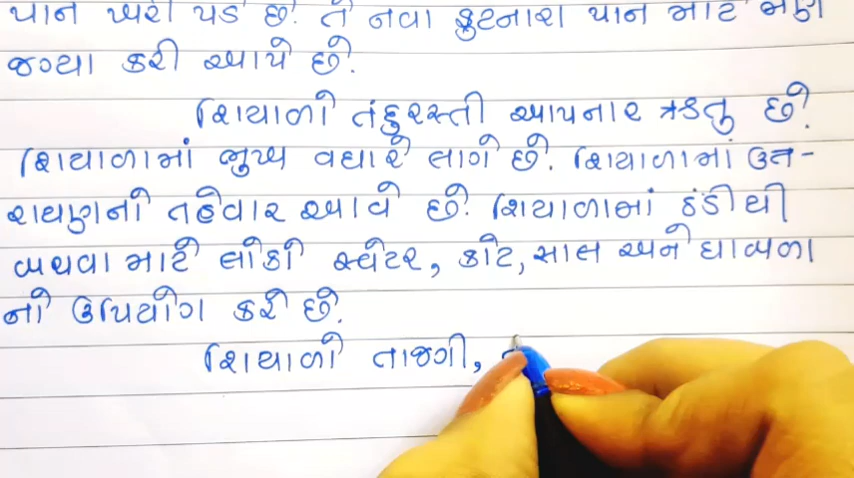 પાન ખરી પડે છે. તે નવા ફુટનારા પાન માટે
જગ્યા કરી આપે છે.
શિયાળો તંદુરસ્તી આપનાર ઋતુ છે.
શિયાળામાં ભુખ વધારે લાગે છે. શિયાળામાં ઉત-
રાયણનો તહેવાર આવે છે. શિયાળામાં ઠંડીથી
બચવા માટે લોકો સ્વેટર, કોટ, સાલ અને ધાબળા
નો ઉપયોગ કરે છે.
શિયાળો તાજગી,